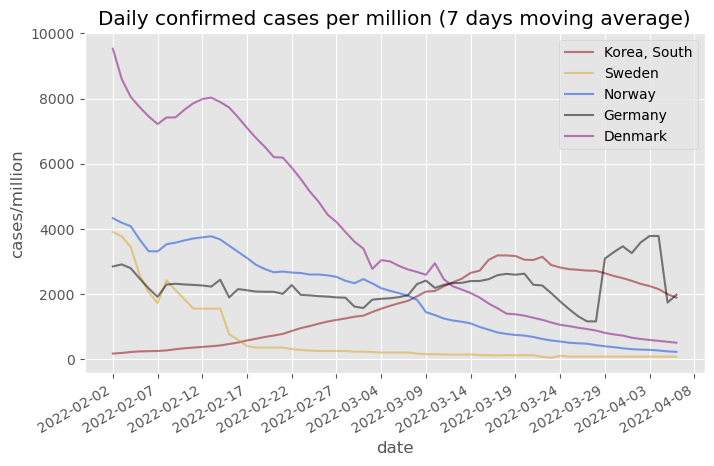 Daily confirmed cases per million (7 days moving average)
10000
8000
6000
4000
2000
0
cases/million
Korea, South
Sweden
Norway
Germany
Denmark
2022-02-02
2022-02-07
2022-02-12
2022-02-17
2022-02-22
2022-02-27
2022-03-04
2022-03-09
2022-03-14
2022-03-19
2022-03-24
2022-03-29
2022-04-03
2022-04-08
date